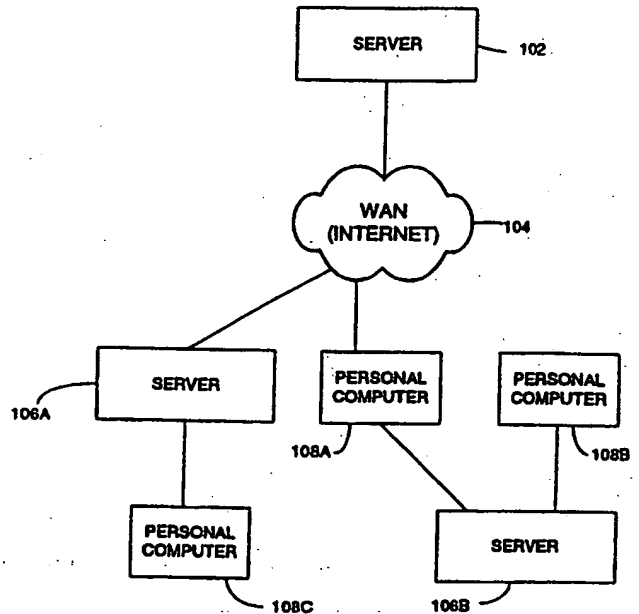 SERVER
102
WAN
(INTERNET)
104
SERVER
106A
PERSONAL
COMPUTER
108A
PERSONAL
COMPUTER
108B
PERSONAL
COMPUTER
108C
SERVER
106B